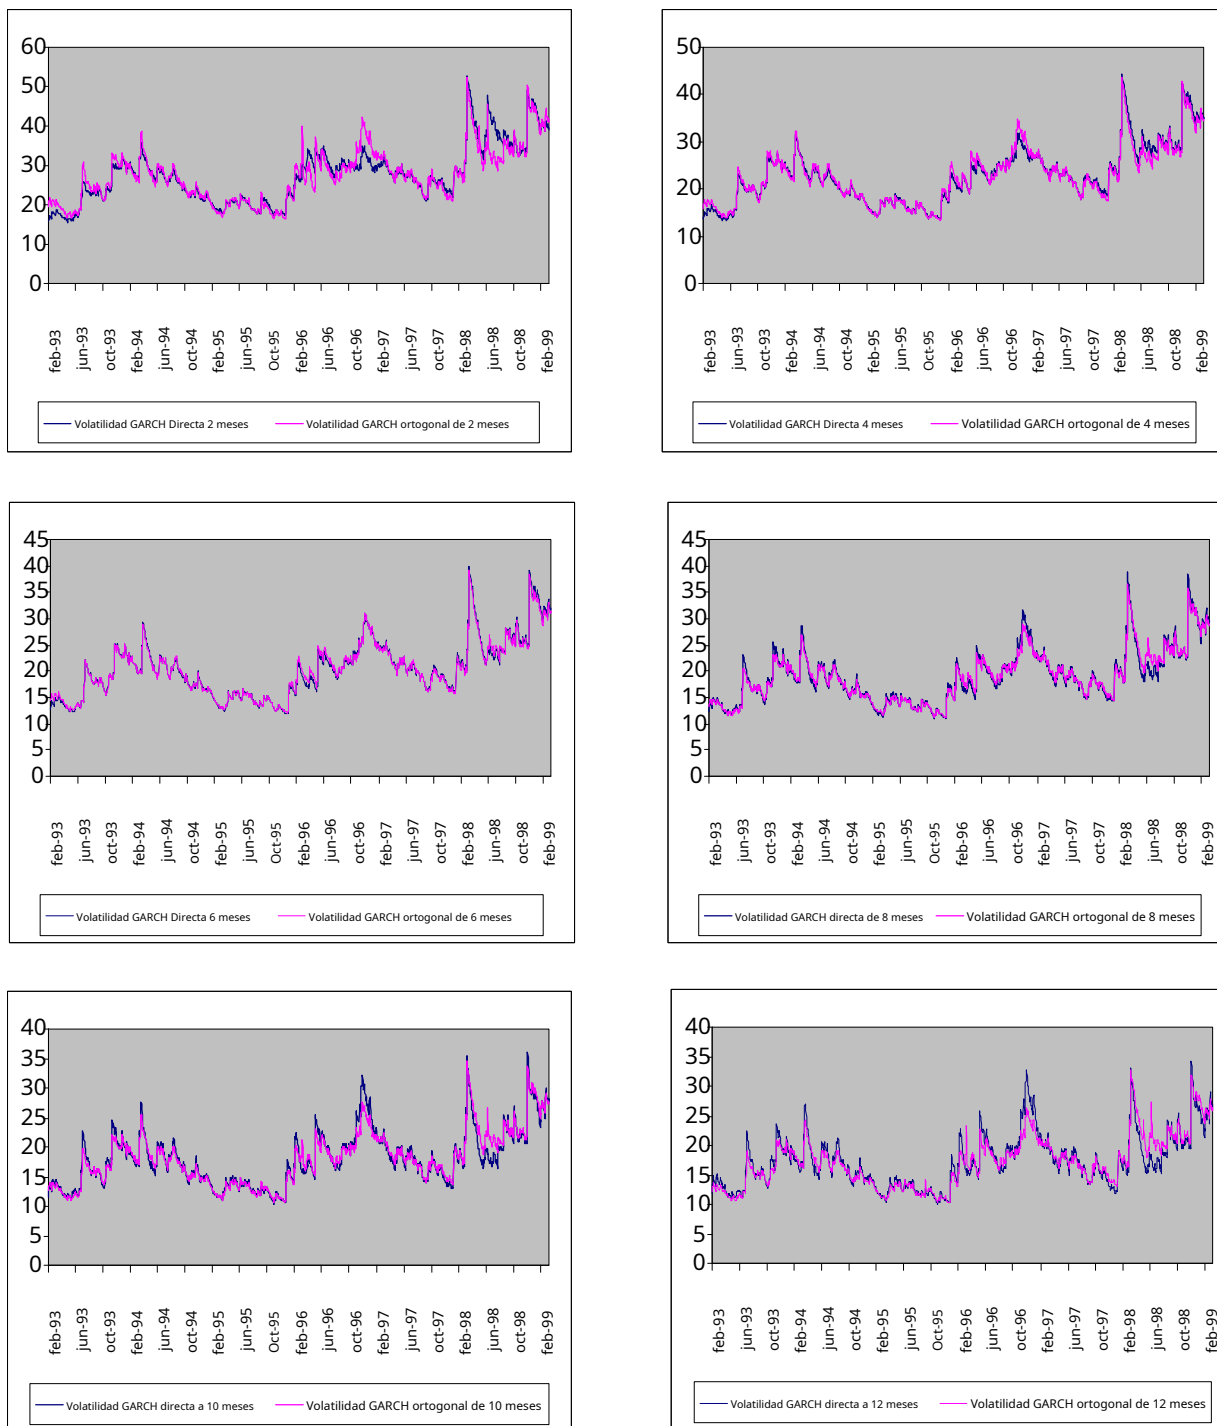 60
50
40
30
20
10
0
feb-93
jun-93
oct-93
feb-94
jun-94
oct-94
feb-95
jun-95
Oct-95
feb-96
jun-96
oct-96
feb-97
jun-97
oct-97
feb-98
jun-98
oct-98
feb-99
Volatilidad GARCH Directa 2 meses Volatilidad GARCH ortogonal de 2 meses
50
40
30
20
10
0
feb-93
jun-93
oct-93
feb-94
jun-94
oct-94
feb-95
jun-95
Oct-95
feb-96
jun-96
oct-96
feb-97
jun-97
oct-97
feb-98
jun-98
oct-98
feb-99
Volatilidad GARCH Directa 4 meses Volatilidad GARCH ortogonal de 4 meses
45
40
35
30
25
20
15
10
5
0
feb-93
jun-93
oct-93
feb-94
jun-94
oct-94
feb-95
jun-95
oct-95
feb-96
jun-96
oct-96
feb-97
jun-97
oct-97
feb-98
jun-98
oct-98
feb-99
Volatilidad GARCH Directa 6 meses Volatilidad GARCH ortogonal de 6 meses
45
40
35
30
25
20
15
10
5
0
feb-93
jun-93
oct-93
feb-94
jun-94
oct-94
feb-95
jun-95
Oct-95
feb-96
jun-96
oct-96
feb-97
jun-97
oct-97
feb-98
jun-98
oct-98
feb-99
Volatilidad GARCH directa de 8 meses Volatilidad GARCH ortogonal de 8 meses
40
35
30
25
20
15
10
5
0
feb-93
jun-93
oct-93
feb-94
jun-94
oct-94
feb-95
jun-95
Oct-95
feb-96
jun-96
oct-96
feb-97
jun-97
oct-97
feb-98
jun-98
oct-98
feb-99
Volatilidad GARCH directa a 10 meses Volatilidad GARCH ortogonal de 10 meses
40
35
30
25
20
15
10
5
0
feb-93
jun-93
oct-93
feb-94
jun-94
oct-94
feb-95
jun-95
Oct-95
feb-96
jun-96
oct-96
feb-97
jun-97
oct-97
feb-98
jun-98
oct-98
feb-99
Volatilidad GARCH directa a 12 meses Volatilidad GARCH ortogonal de 12 meses